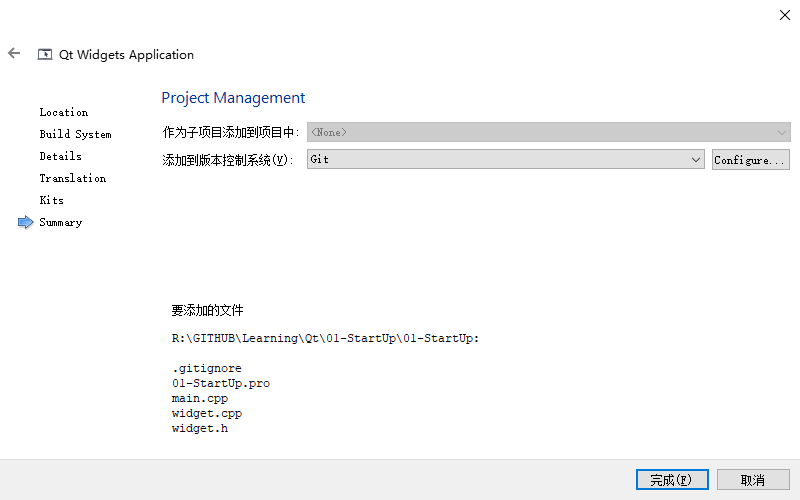 Qt Widgets Application
Location
Build System
Details
Translation
Kits
Summary
Project Management
作为子项目添加到项目中: <None>
添加到版本控制系统(V): Git Configure...
要添加的文件
R:\GITHUB\Learning\Qt\01-StartUp\01-StartUp:
.gitignore
01-StartUp.pro
main.cpp
widget.cpp
widget.h
完成(F) 取消